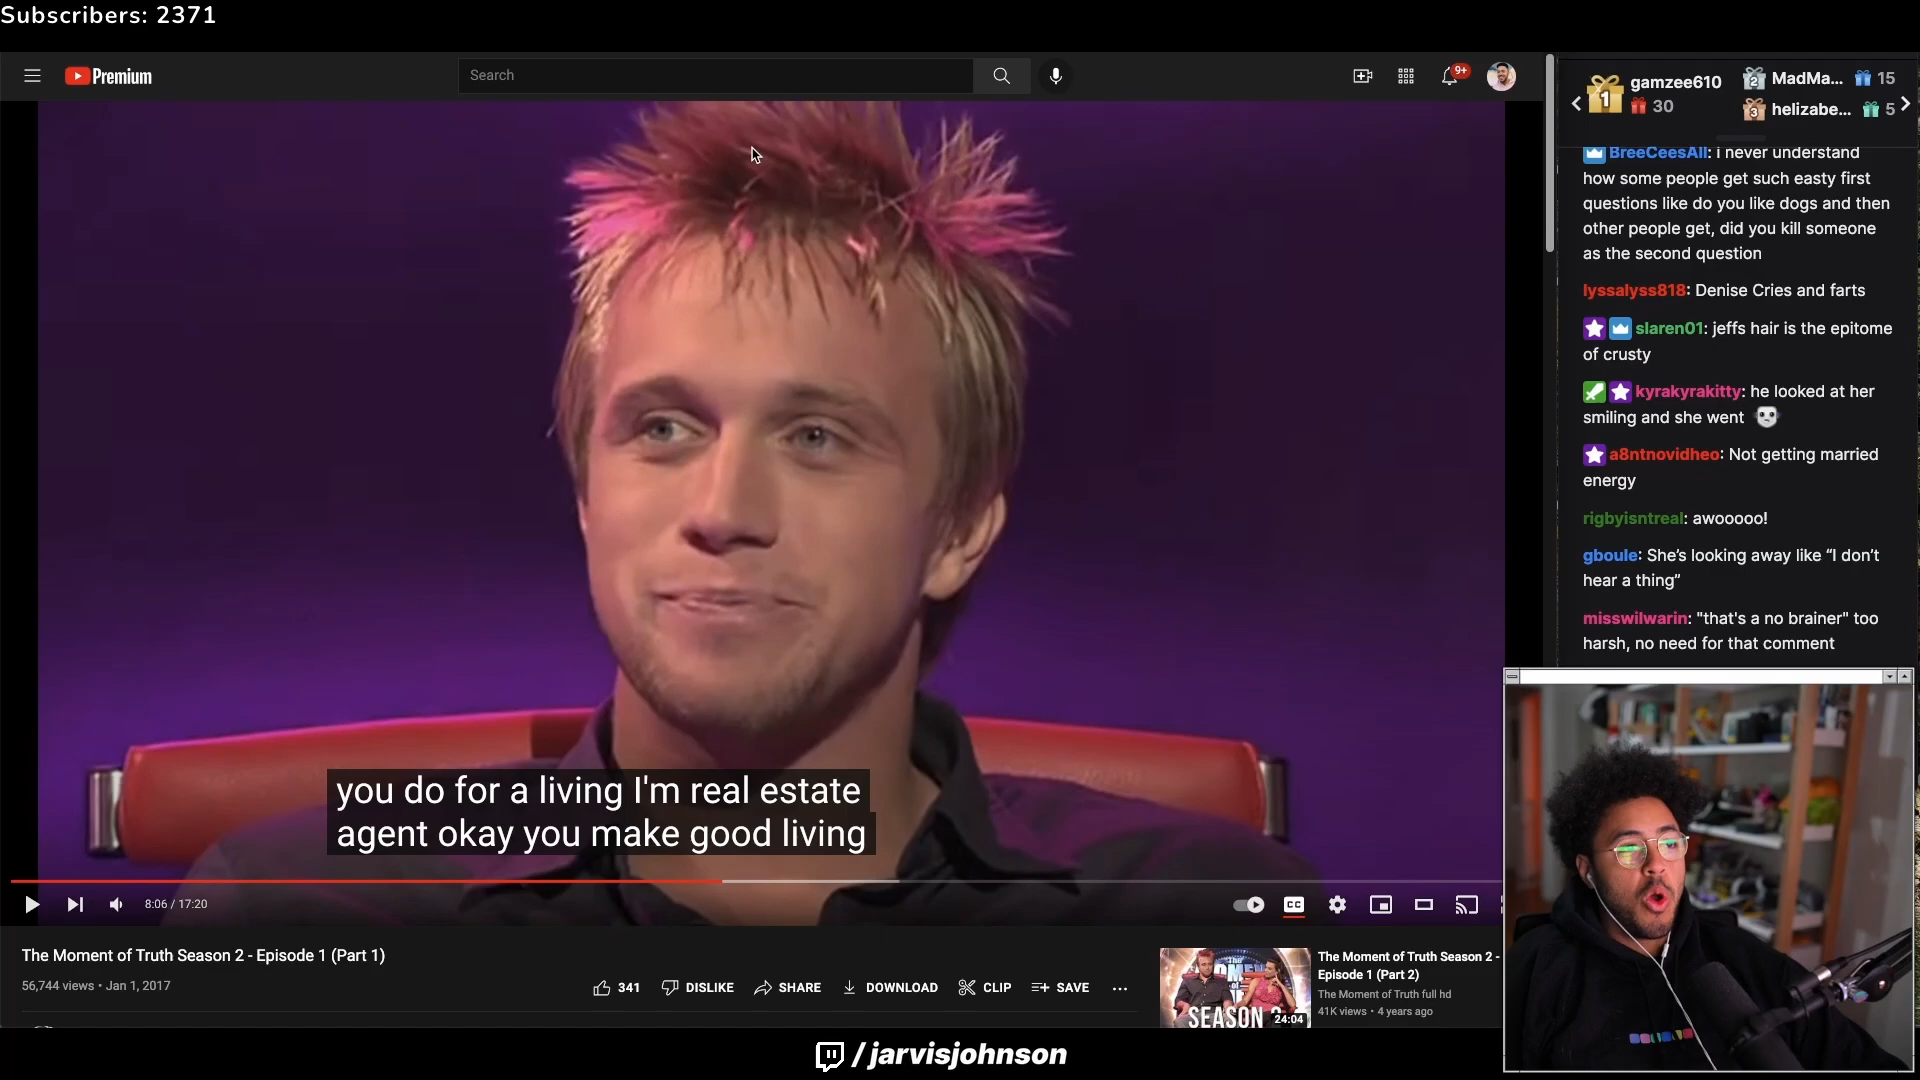 Subscribers: 2371
Premium
Search
9+
1
gamzee610
30
2
MadMa...
15
3
helizabe...
5
BreeCeesAll: I never understand
how some people get such easty first
questions like do you like dogs and then
other people get, did you kill someone
as the second question
lyssalyss818: Denise Cries and farts
slaren01: jeffs hair is the epitome
of crusty
kyrakyrakitty: he looked at her
smiling and she went
a8ntnovidheo: Not getting married
energy
rigbyisntreal: awooooo!
gboule: She's looking away like “I don't
hear a thing”
misswilwarin: "that's a no brainer" too
harsh, no need for that comment
you do for a living I'm real estate
agent okay you make good living
8:06 / 17:20
CC
The Moment of Truth Season 2 - Episode 1 (Part 1)
56,744 views • Jan 1, 2017
341
DISLIKE
SHARE
DOWNLOAD
CLIP
SAVE
SEASON
24:04
The Moment of Truth Season 2 -
Episode 1 (Part 2)
The Moment of Truth full hd
41K views • 4 years ago
/jarvisjohnson